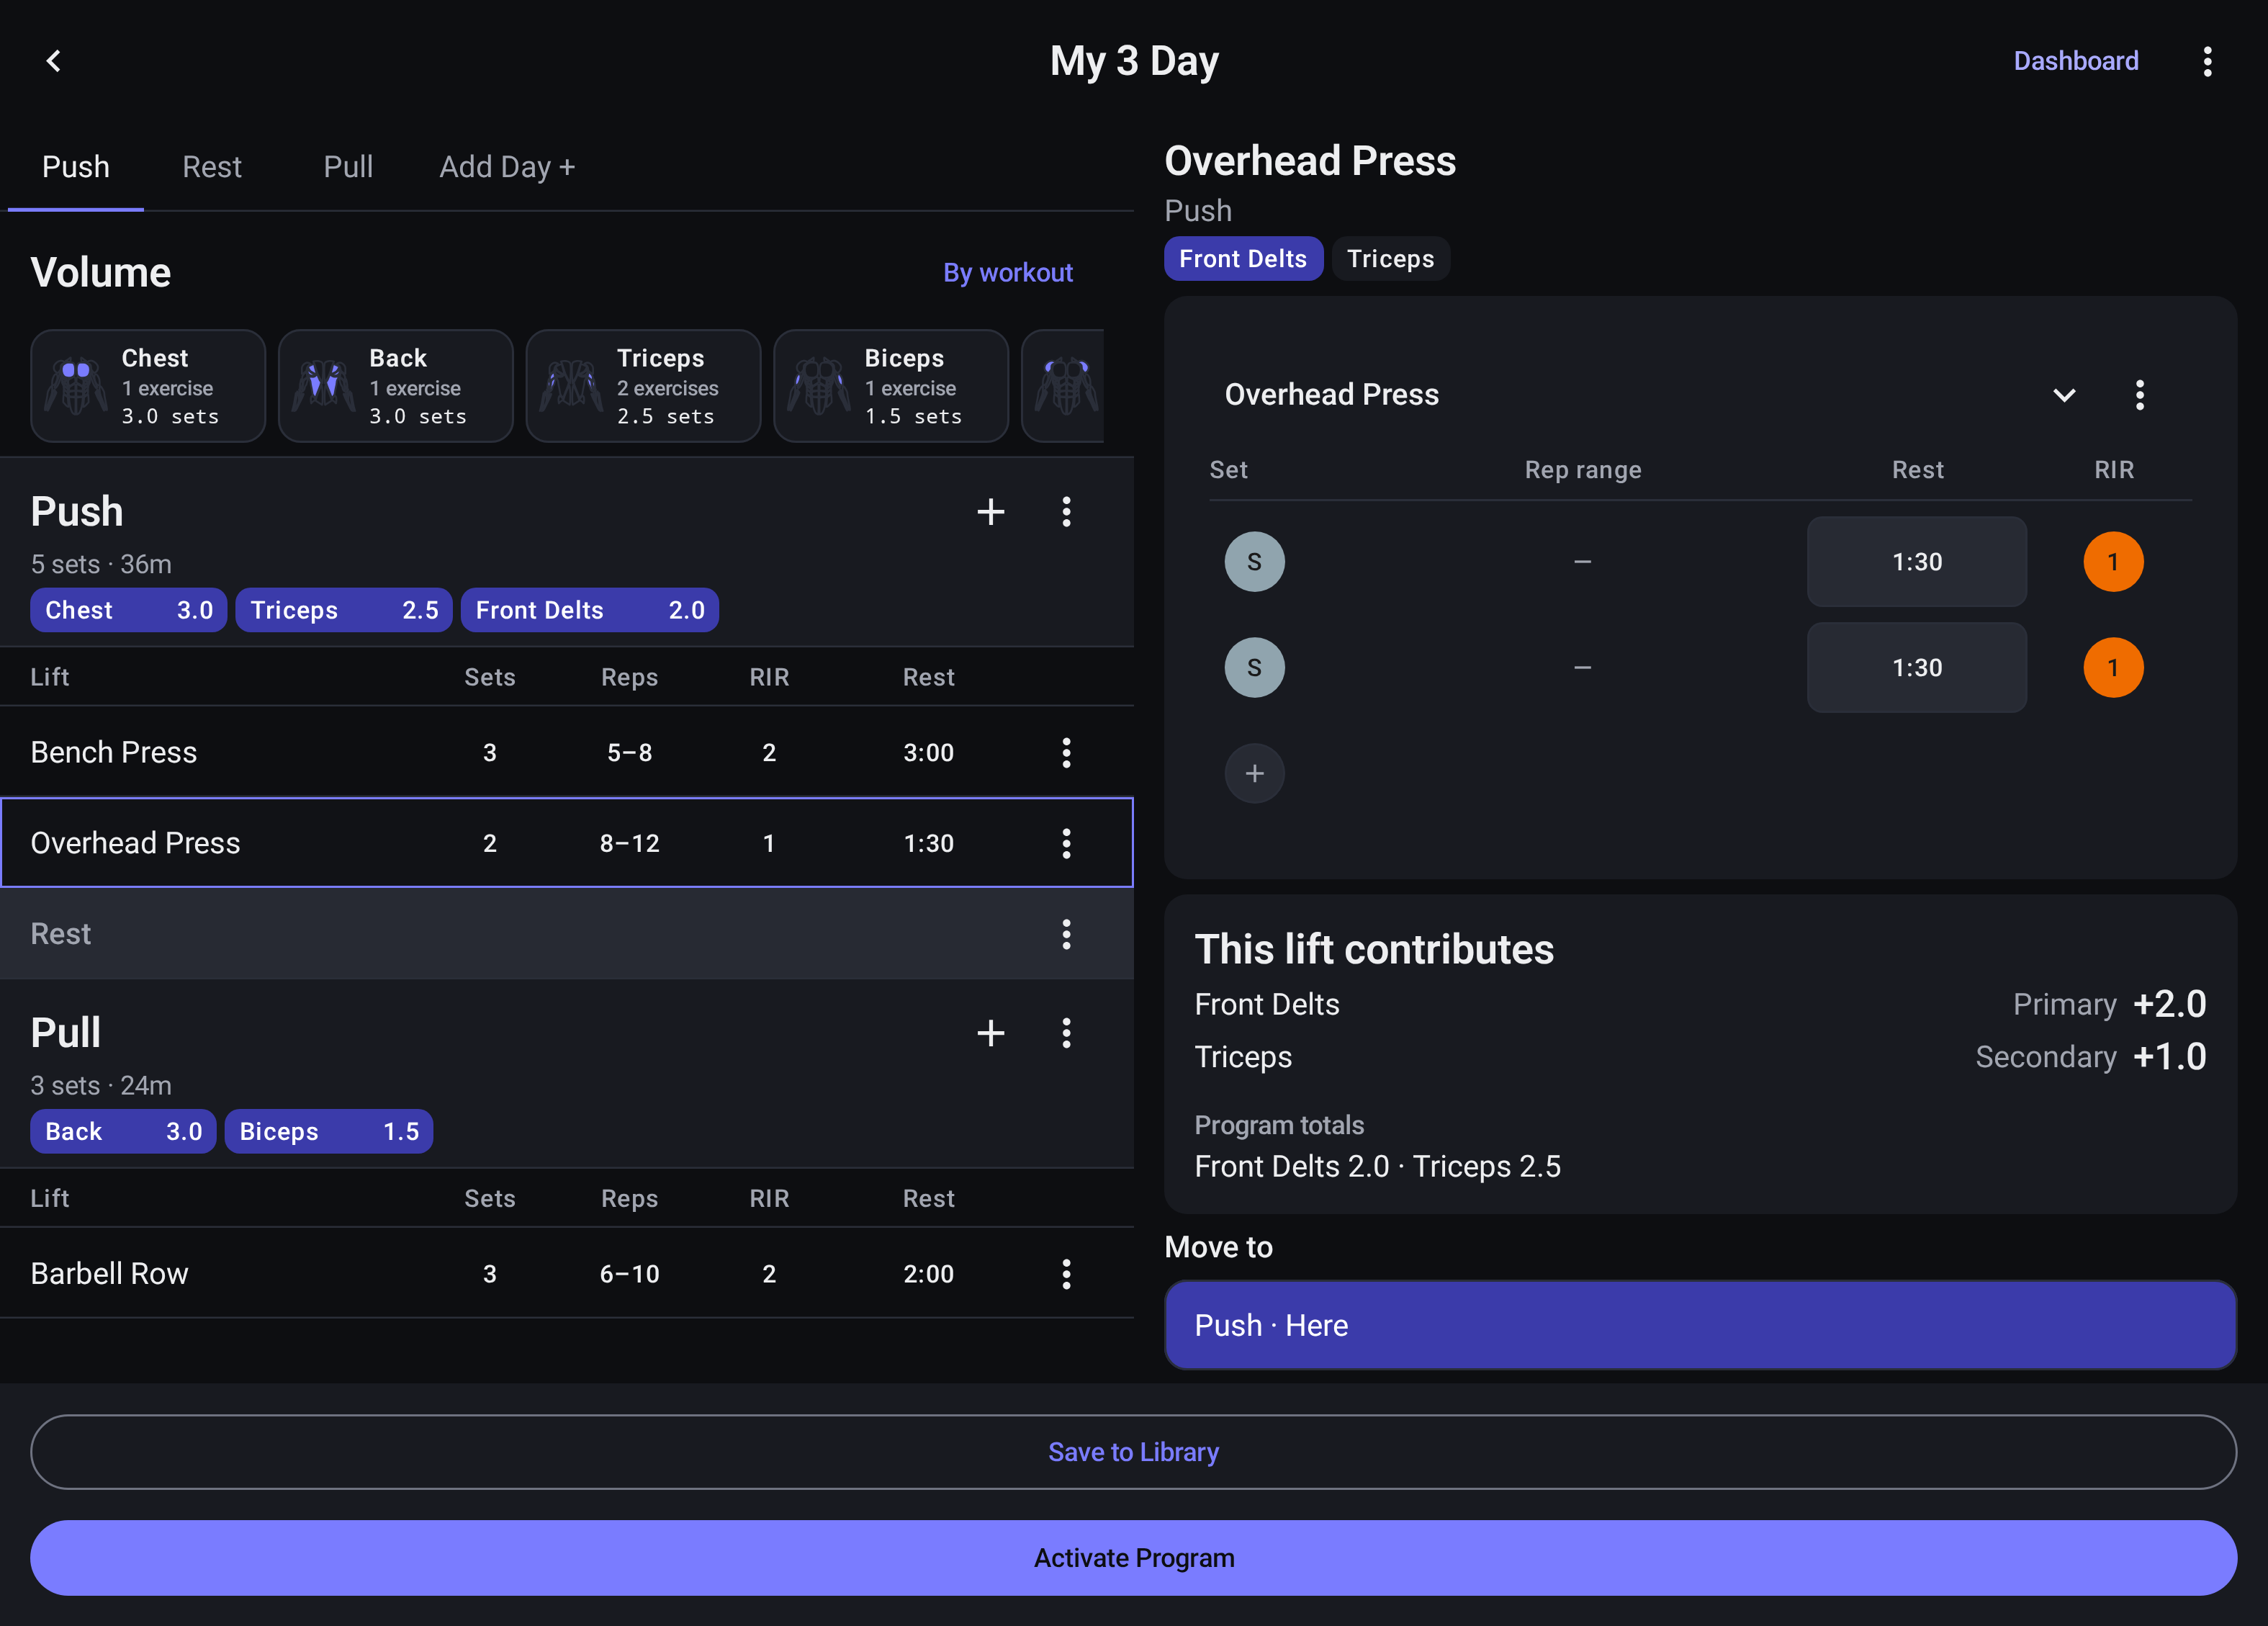 My 3 Day
Dashboard
Push Rest Pull Add Day +
Volume
By workout
Chest
1 exercise
3.0 sets
Back
1 exercise
3.0 sets
Triceps
2 exercises
2.5 sets
Biceps
1 exercise
1.5 sets
Push
5 sets · 36m
Chest 3.0 Triceps 2.5 Front Delts 2.0
Lift Sets Reps RIR Rest
Bench Press 3 5–8 2 3:00
Overhead Press 2 8–12 1 1:30
Rest
Pull
3 sets · 24m
Back 3.0 Biceps 1.5
Lift Sets Reps RIR Rest
Barbell Row 3 6–10 2 2:00
Overhead Press
Push
Front Delts Triceps
Overhead Press
Set Rep range Rest RIR
S – 1:30 1
S – 1:30 1
+
This lift contributes
Front Delts Primary +2.0
Triceps Secondary +1.0
Program totals
Front Delts 2.0 · Triceps 2.5
Move to
Push · Here
Save to Library
Activate Program